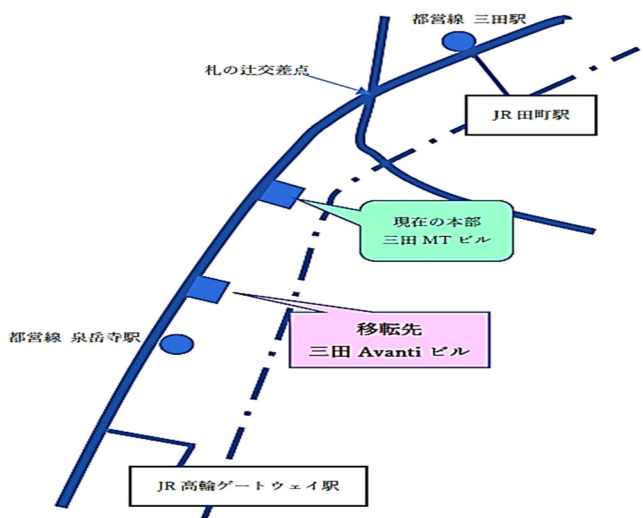 都営線 三田駅
札の辻交差点
JR 田町駅
現在の本部
三田 MT ビル
移転先
三田 Avanti ビル
都営線 泉岳寺駅
JR 高輪ゲートウェイ駅